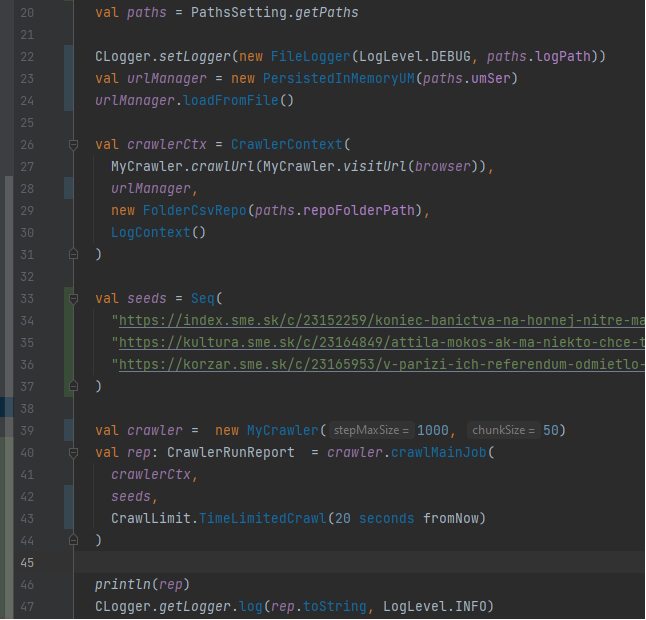 20 val paths = PathsSetting.getPaths
21
22 CLogger.setLogger(new FileLogger(LogLevel.DEBUG, paths.logPath))
23 val urlManager = new PersistedInMemoryUM(paths.umSer)
24 urlManager.loadFromFile()
25
26 val crawlerCtx = CrawlerContext(
27 MyCrawler.crawlUrl(MyCrawler.visitUrl(browser)),
28 urlManager,
29 new FolderCsvRepo(paths.repoFolderPath),
30 LogContext()
31 )
32
33 val seeds = Seq(
34 "https://index.sme.sk/c/23152259/koniec-banictva-na-hornej-nitre-ma
35 "https://kultura.sme.sk/c/23164849/attila-mokos-ak-ma-niekto-chce-t
36 "https://korzar.sme.sk/c/23165953/v-parizi-ich-referendum-odmietlo-
37 )
38
39 val crawler = new MyCrawler( stepMaxSize = 1000, chunkSize = 50)
40 val rep: CrawlerRunReport = crawler.crawlMainJob(
41 crawlerCtx,
42 seeds,
43 CrawlLimit.TimeLimitedCrawl(20 seconds fromNow)
44 )
45
46 println(rep)
47 CLogger.getLogger.log(rep.toString, LogLevel.INFO)